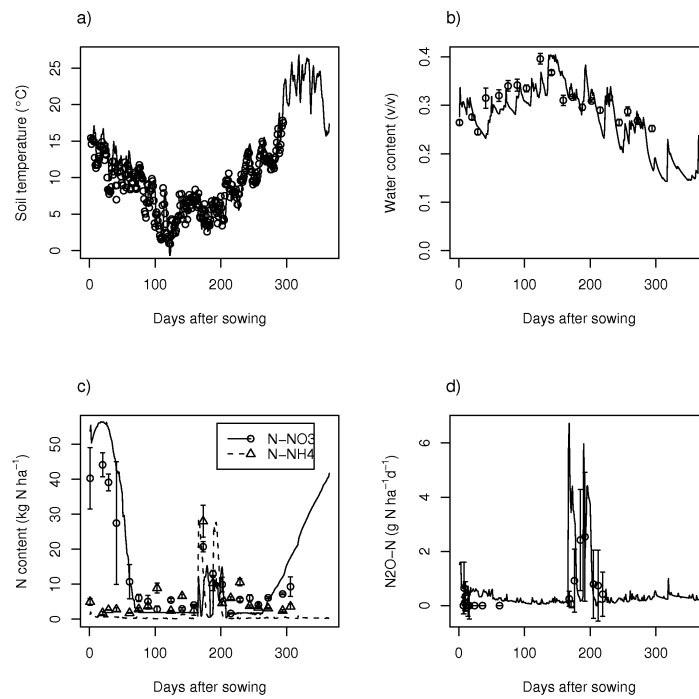 a)
Soil temperature (°C)
25
20
15
10
5
0
0 100 200 300
Days after sowing
b)
Water content (v/v)
0.4
0.3
0.2
0.1
0.0
0 100 200 300
Days after sowing
c)
N content (kg N ha⁻¹)
50
40
30
20
10
0
N−NO3
N−NH4
0 100 200 300
Days after sowing
d)
N2O−N (g N ha⁻¹d⁻¹)
6
4
2
0
0 100 200 300
Days after sowing